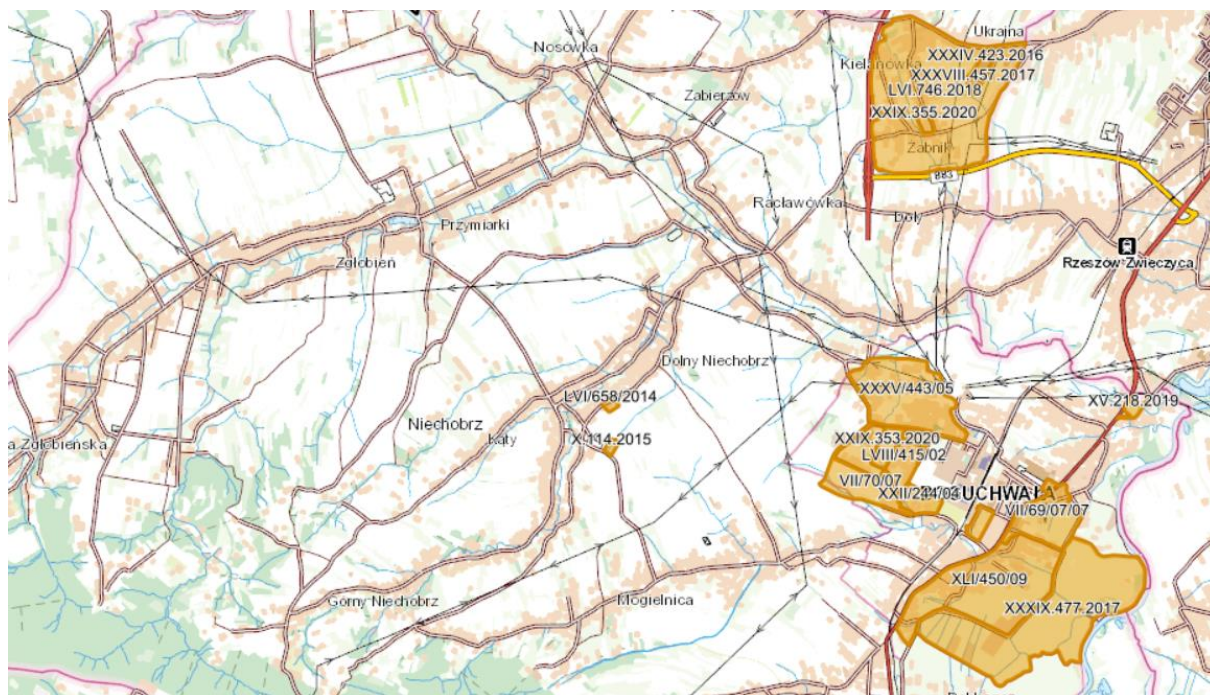 Ukrajna
Nosówka
XXXIV.423.2016
Kielanówka
XXXVIII.457.2017
LVI.746.2018
Zabierzów
XXIX.355.2020
Żabnik
883
Racławówka
Doły
Przymiarki
Zgłobień
Rzeszów Zwięczyca
Dolny Niechobrz
XXXV/443/05
LVI/658/2014
XV.218.2019
Niechobrz
Kąty
X.114.2015
XXIX.353.2020
a Zgłobieńska
LVIII/415/02
VII/70/07
UCHWAŁA
VII/69/07/07
XLI/450/09
Górny Niechobrz
Mogielnica
XXXIX.477.2017